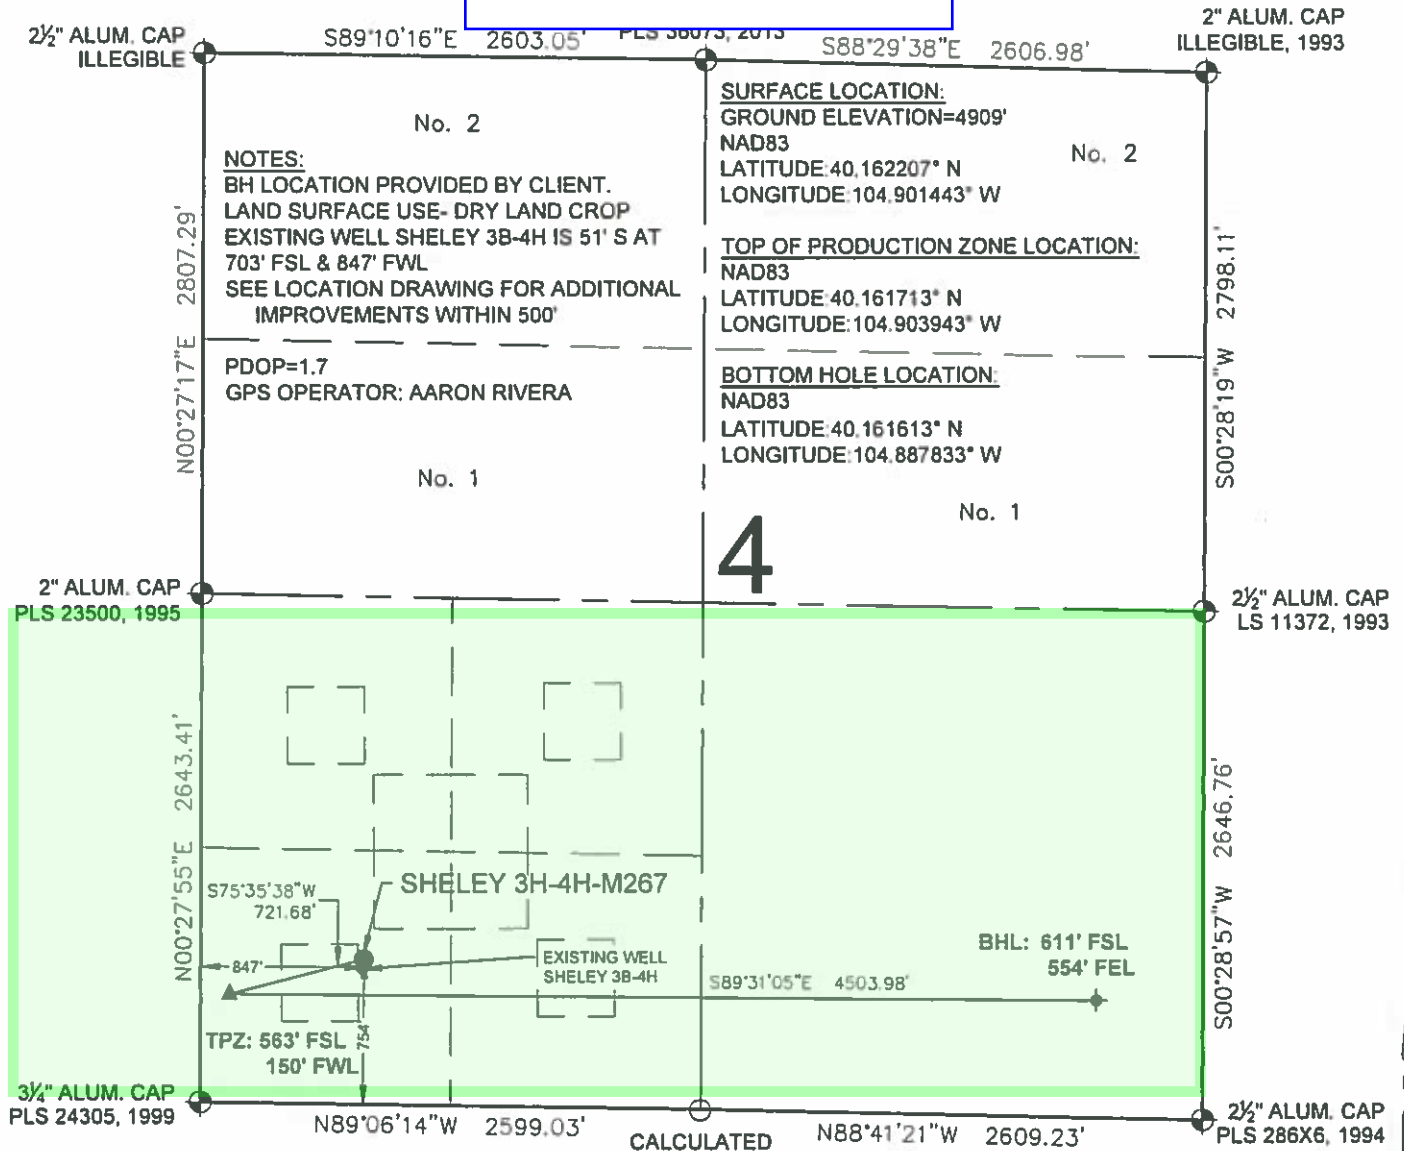 2½" ALUM. CAP
ILLEGIBLE
S89°10'16"E 2603.05'
PLS 36073, 2013
S88°29'38"E 2606.98'
2" ALUM. CAP
ILLEGIBLE, 1993
No. 2
NOTES:
BH LOCATION PROVIDED BY CLIENT.
LAND SURFACE USE- DRY LAND CROP
EXISTING WELL SHELEY 3B-4H IS 51' S AT
703' FSL & 847' FWL
SEE LOCATION DRAWING FOR ADDITIONAL
IMPROVEMENTS WITHIN 500'
PDOP=1.7
GPS OPERATOR: AARON RIVERA
No. 1
SURFACE LOCATION:
GROUND ELEVATION=4909'
NAD83
LATITUDE:40.162207° N
LONGITUDE:104.901443° W
No. 2
TOP OF PRODUCTION ZONE LOCATION:
NAD83
LATITUDE:40.161713° N
LONGITUDE:104.903943° W
BOTTOM HOLE LOCATION:
NAD83
LATITUDE:40.161613° N
LONGITUDE:104.887833° W
No. 1
4
N00°27'17"E 2807.29'
S00°28'19"W 2798.11'
2" ALUM. CAP
PLS 23500, 1995
2½" ALUM. CAP
LS 11372, 1993
N00°27'55"E 2643.41'
S00°28'57"W 2646.76'
SHELEY 3H-4H-M267
S75°35'38"W
721.68'
847'
EXISTING WELL
SHELEY 3B-4H
BHL: 611' FSL
554' FEL
S89°31'05"E 4503.98'
TPZ: 563' FSL
150' FWL
754'
3¼" ALUM. CAP
PLS 24305, 1999
N89°06'14"W 2599.03'
CALCULATED
N88°41'21"W 2609.23'
2½" ALUM. CAP
PLS 286X6, 1994